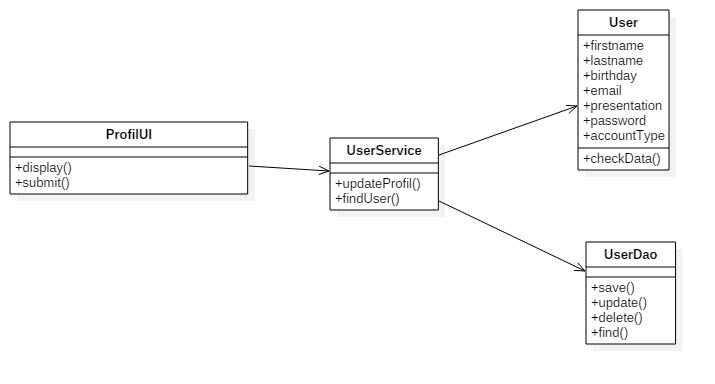 ProfilUI
+display()
+submit()
UserService
+updateProfil()
+findUser()
User
+firstname
+lastname
+birthday
+email
+presentation
+password
+accountType
+checkData()
UserDao
+save()
+update()
+delete()
+find()